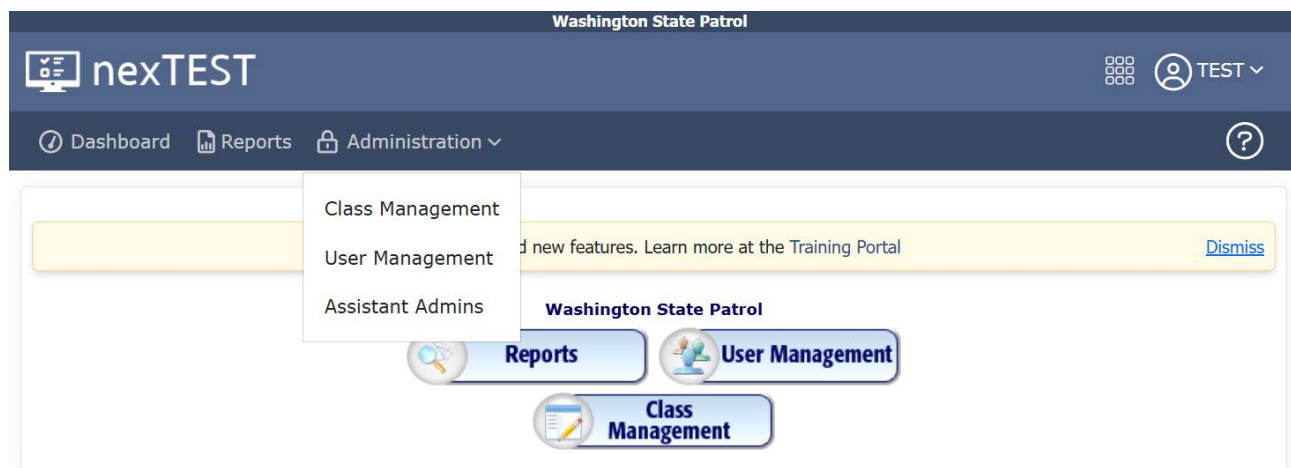 Washington State Patrol
nexTEST
TEST
Dashboard Reports Administration
?
Class Management
User Management
Assistant Admins
new features. Learn more at the Training Portal
Dismiss
Washington State Patrol
Reports
User Management
Class
Management